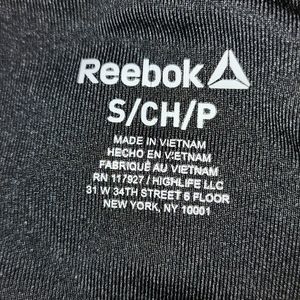 Reebok
S/CH/P
MADE IN VIETNAM
HECHO EN VIETNAM
FABRIQUÉ AU VIETNAM
RN 117927 / HIGHLIFE LLC
31 W 34TH STREET 6 FLOOR
NEW YORK, NY 10001